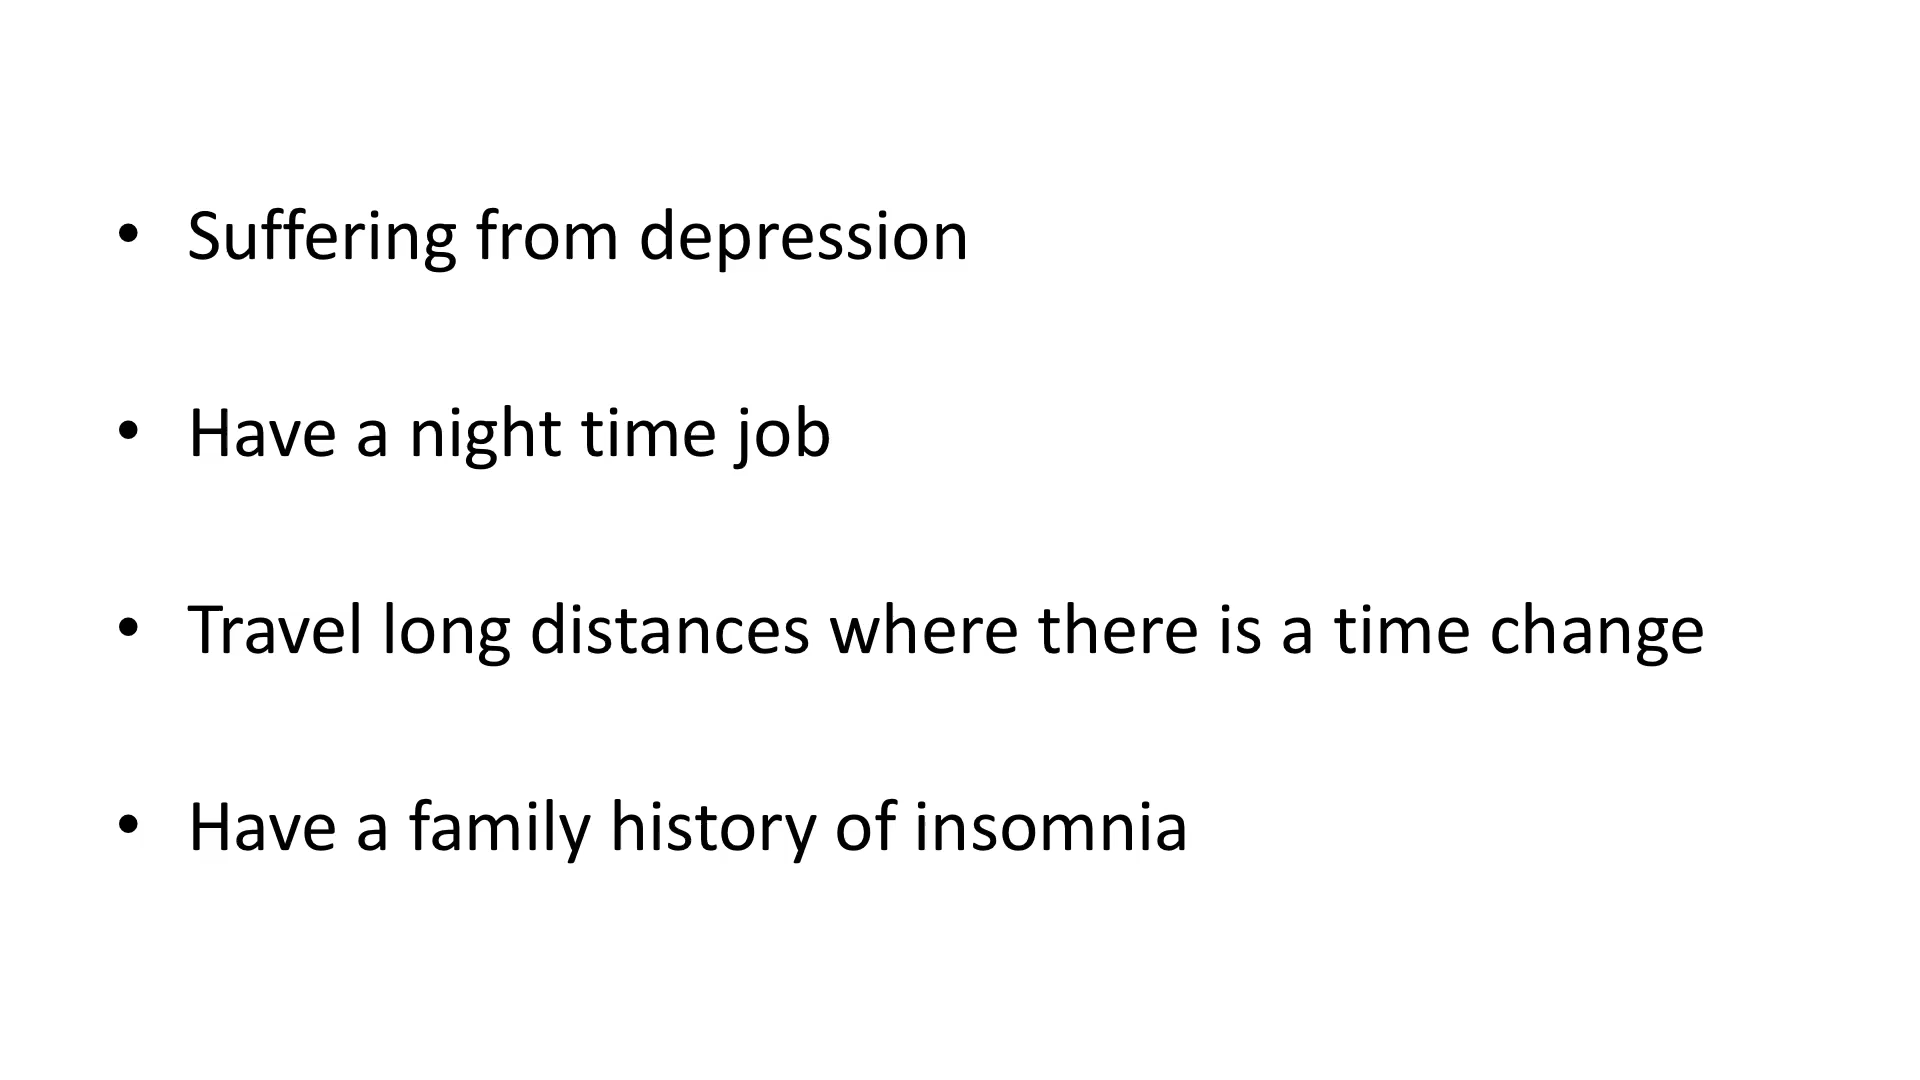 • Suffering from depression
• Have a night time job
• Travel long distances where there is a time change
• Have a family history of insomnia